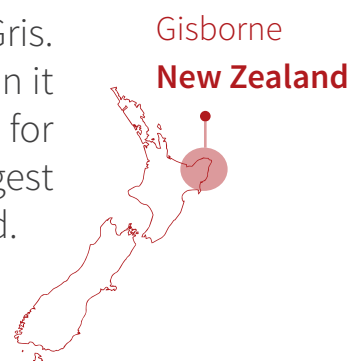 Gris.
n it
for
gest
d.
Gisborne
New Zealand